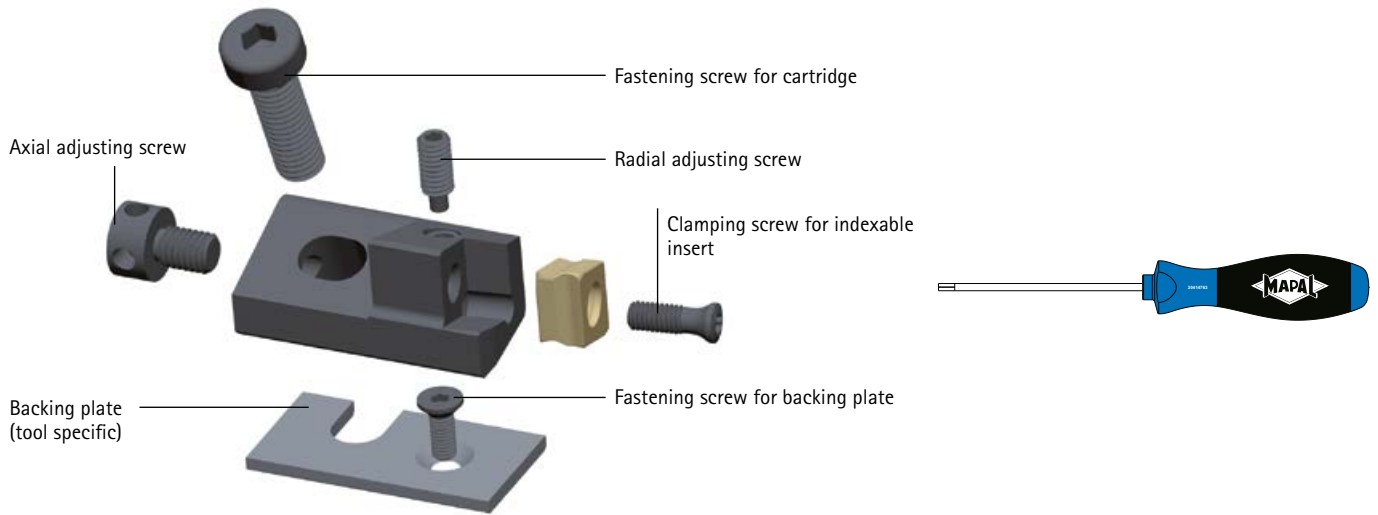 Fastening screw for cartridge
Axial adjusting screw
Radial adjusting screw
Clamping screw for indexable
insert
MAPAL
Backing plate
(tool specific)
Fastening screw for backing plate